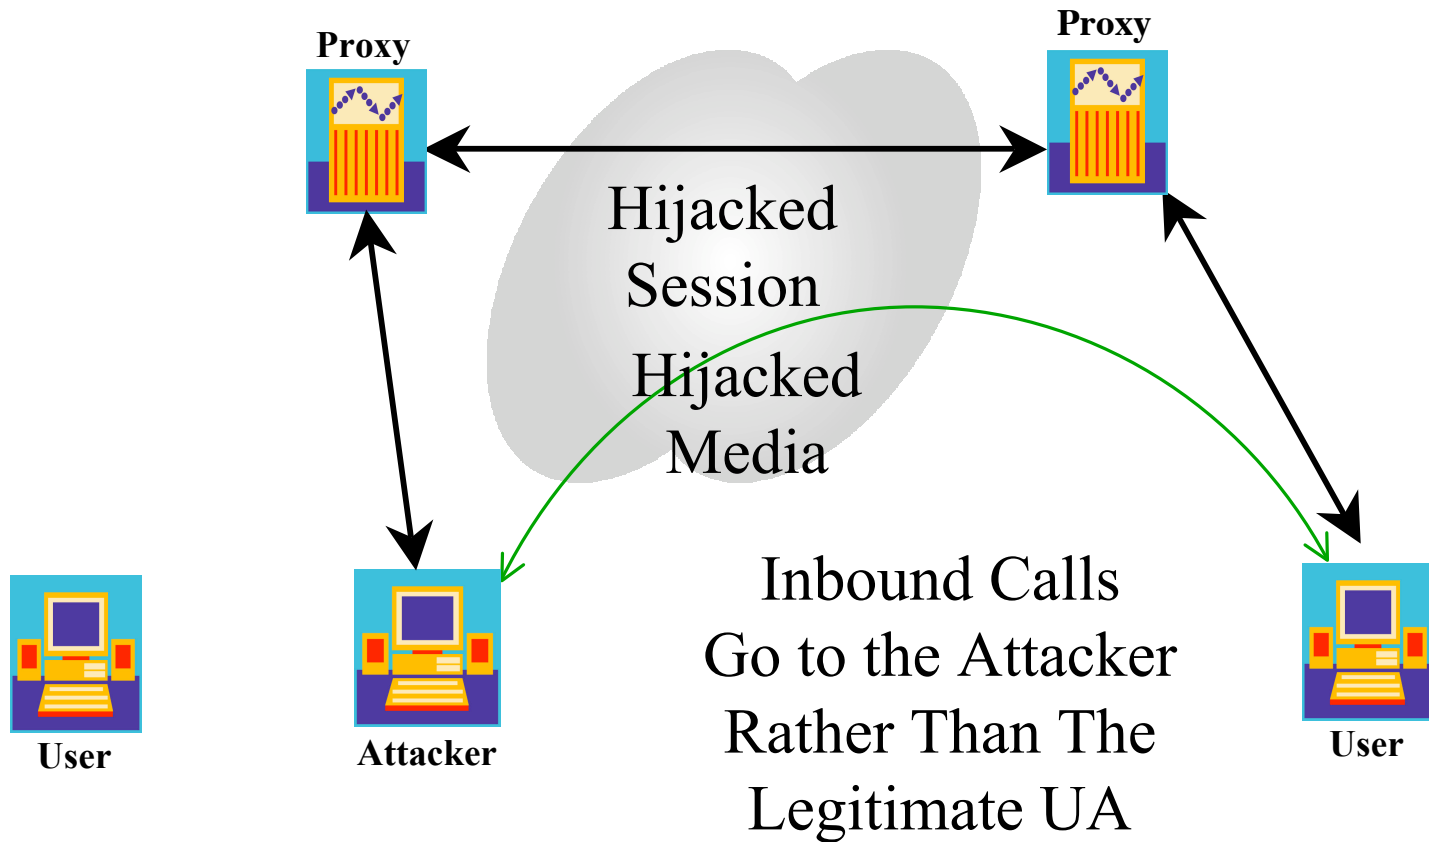 Proxy
Proxy
Hijacked
Session
Hijacked
Media
Inbound Calls
Go to the Attacker
Rather Than The
Legitimate UA
User
Attacker
User